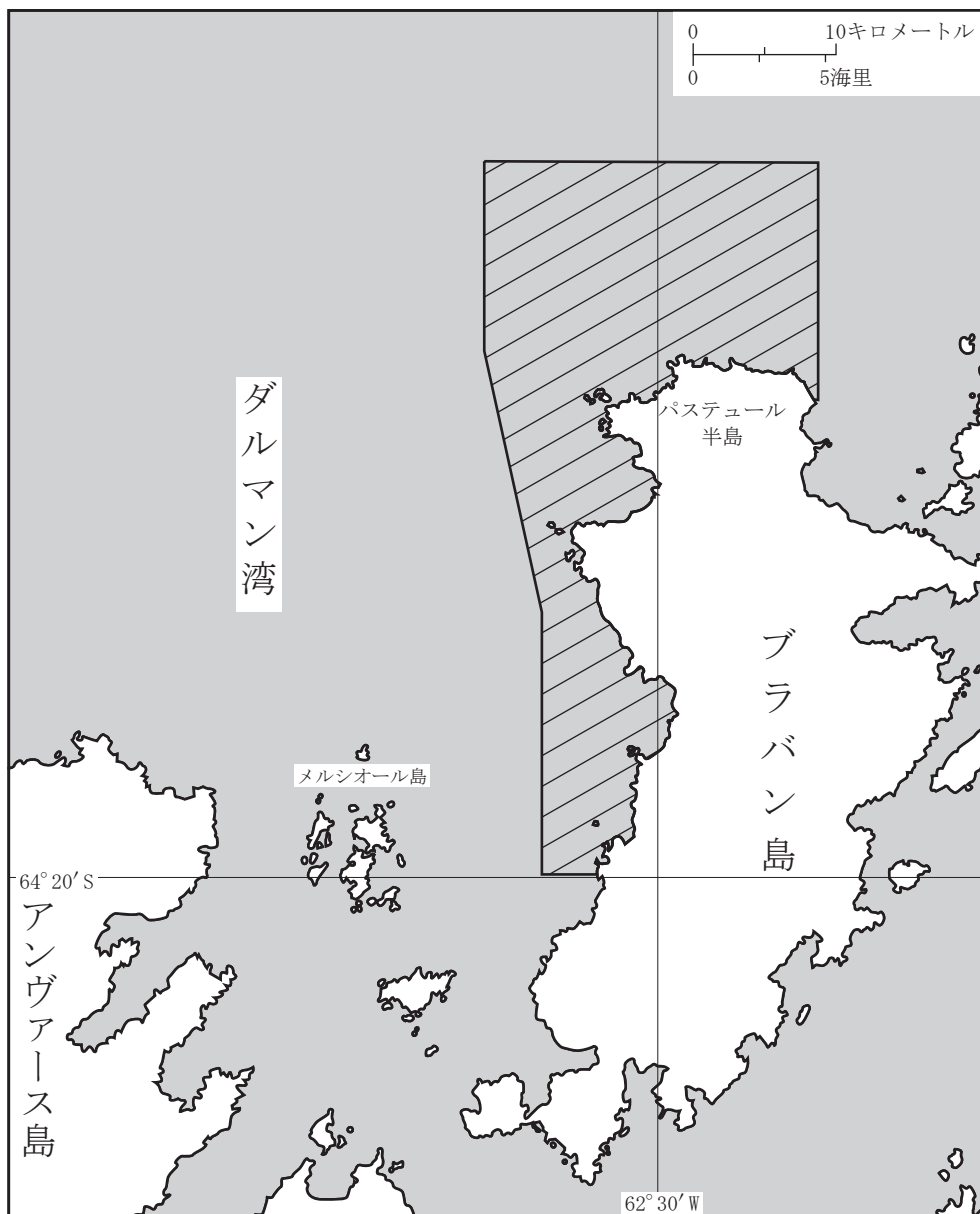 0 10キロメートル
0 5海里
パステュール
半島
ダルマン湾
ブラバン島
メルシオール島
64°20′S
アンヴァース島
62°30′W